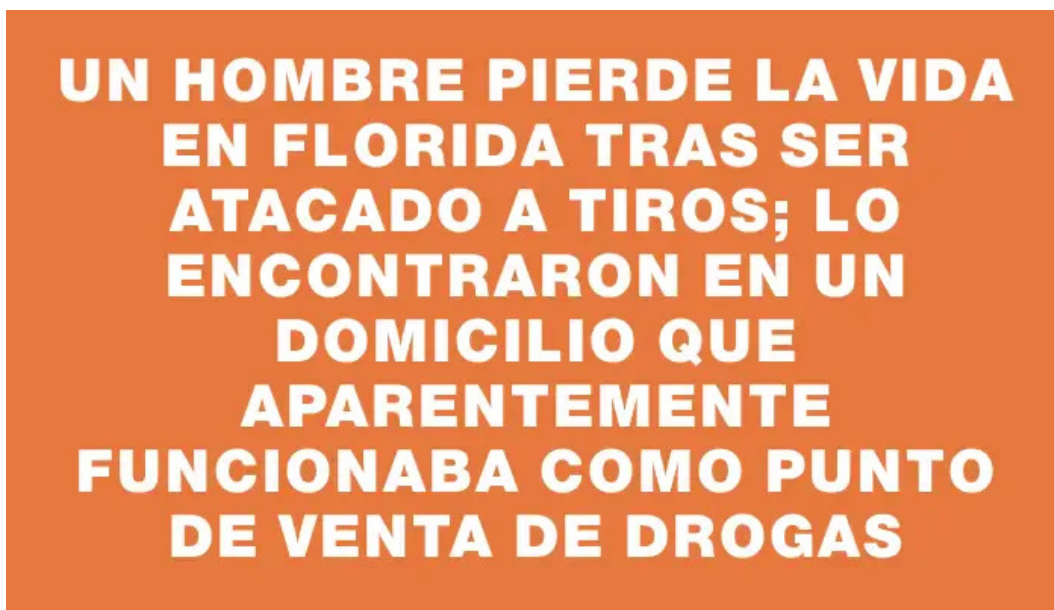 UN HOMBRE PIERDE LA VIDA
EN FLORIDA TRAS SER
ATACADO A TIROS; LO
ENCONTRARON EN UN
DOMICILIO QUE
APARENTEMENTE
FUNCIONABA COMO PUNTO
DE VENTA DE DROGAS